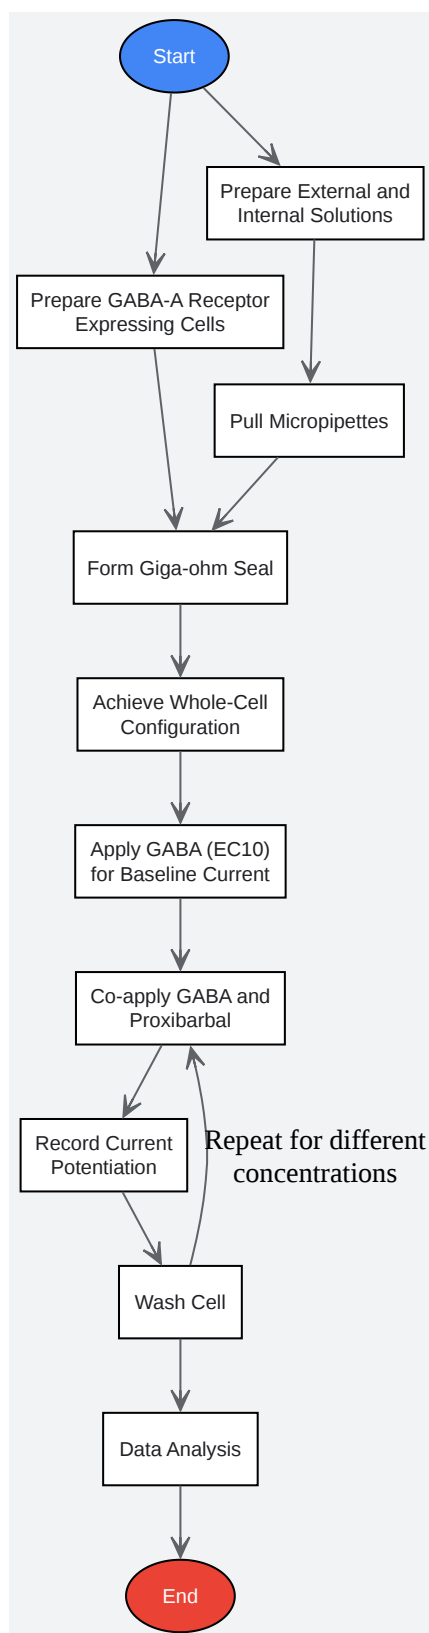 Start
Prepare External and
Internal Solutions
Prepare GABA-A Receptor
Expressing Cells
Pull Micropipettes
Form Giga-ohm Seal
Achieve Whole-Cell
Configuration
Apply GABA (EC10)
for Baseline Current
Co-apply GABA and
Proxibarbal
Record Current
Potentiation
Repeat for different
concentrations
Wash Cell
Data Analysis
End